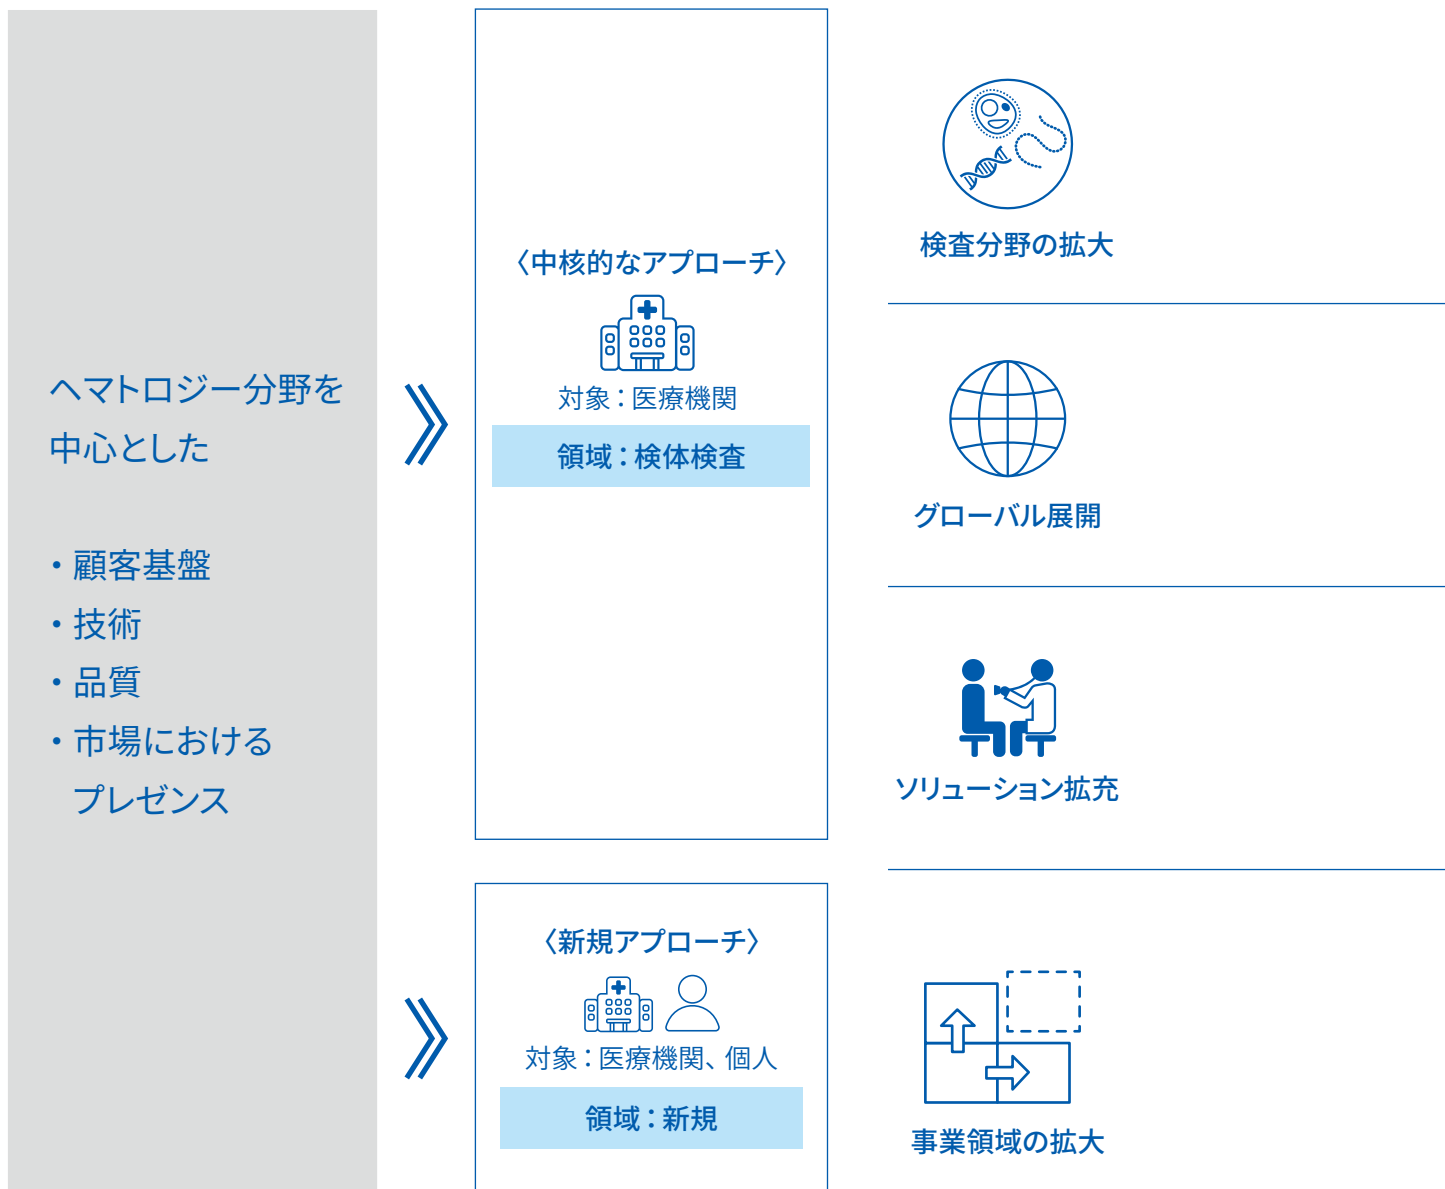 ヘマトロジー分野を
中心とした
・顧客基盤
・技術
・品質
・市場における
プレゼンス
〈中核的なアプローチ〉
対象：医療機関
領域：検体検査
〈新規アプローチ〉
対象：医療機関、個人
領域：新規
検査分野の拡大
グローバル展開
ソリューション拡充
事業領域の拡大